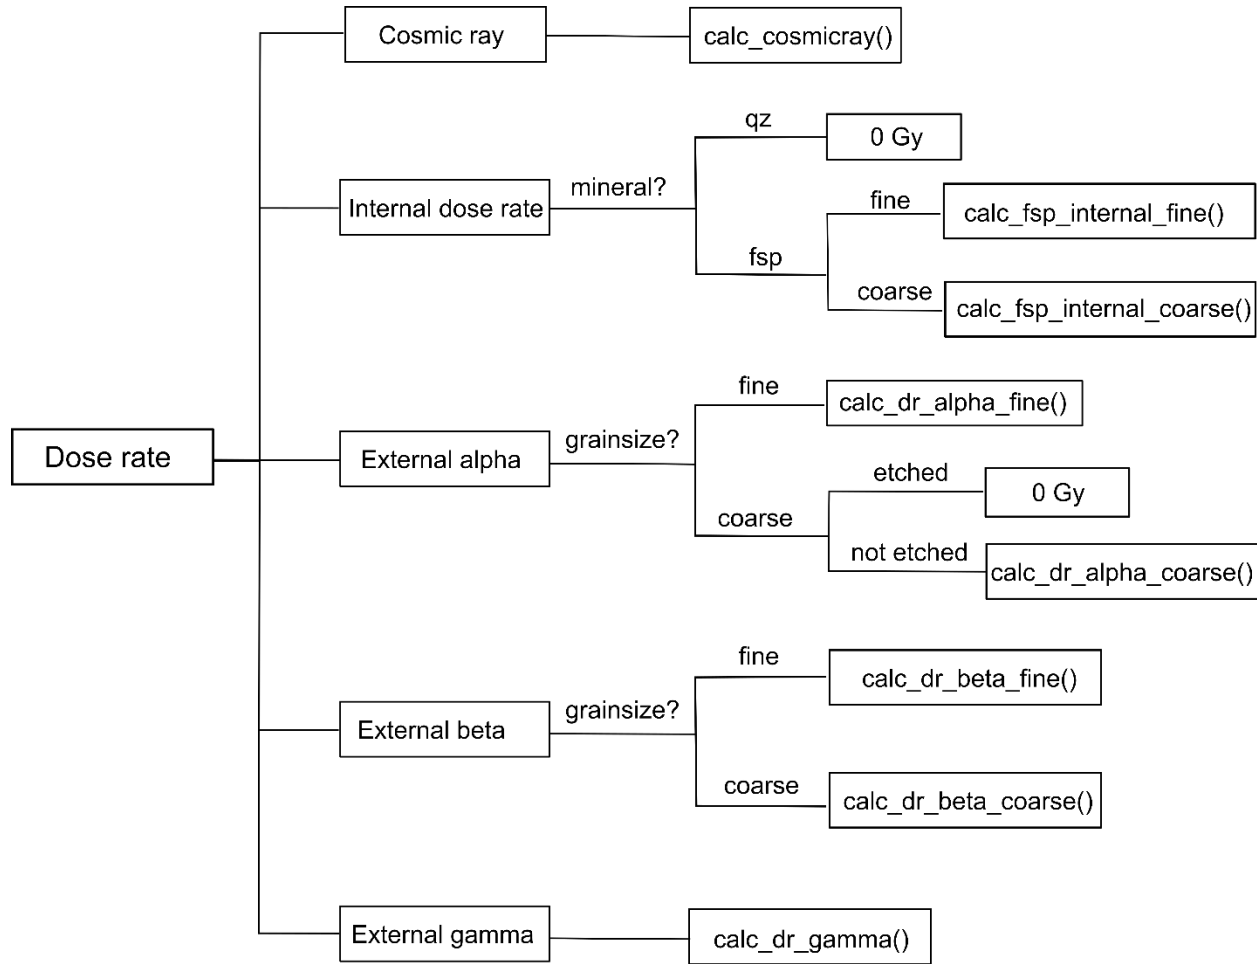 Cosmic ray
calc_cosmicray()
qz
0 Gy
mineral?
Internal dose rate
fine
calc_fsp_internal_fine()
fsp
coarse
calc_fsp_internal_coarse()
fine
calc_dr_alpha_fine()
grainsize?
Dose rate
External alpha
etched
0 Gy
coarse
not etched
calc_dr_alpha_coarse()
fine
calc_dr_beta_fine()
grainsize?
External beta
coarse
calc_dr_beta_coarse()
External gamma
calc_dr_gamma()